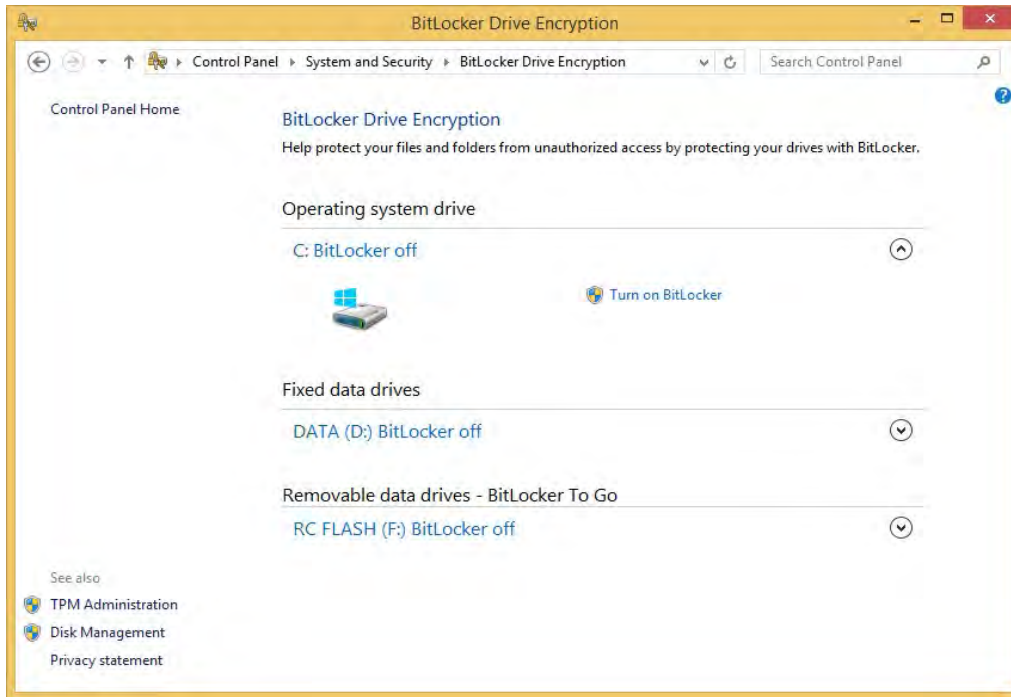 BitLocker Drive Encryption
Control Panel
System and Security
BitLocker Drive Encryption
Search Control Panel
Control Panel Home
BitLocker Drive Encryption
Help protect your files and folders from unauthorized access by protecting your drives with BitLocker.
Operating system drive
C: BitLocker off
Turn on BitLocker
Fixed data drives
DATA (D:) BitLocker off
Removable data drives - BitLocker To Go
RC FLASH (F:) BitLocker off
See also
TPM Administration
Disk Management
Privacy statement